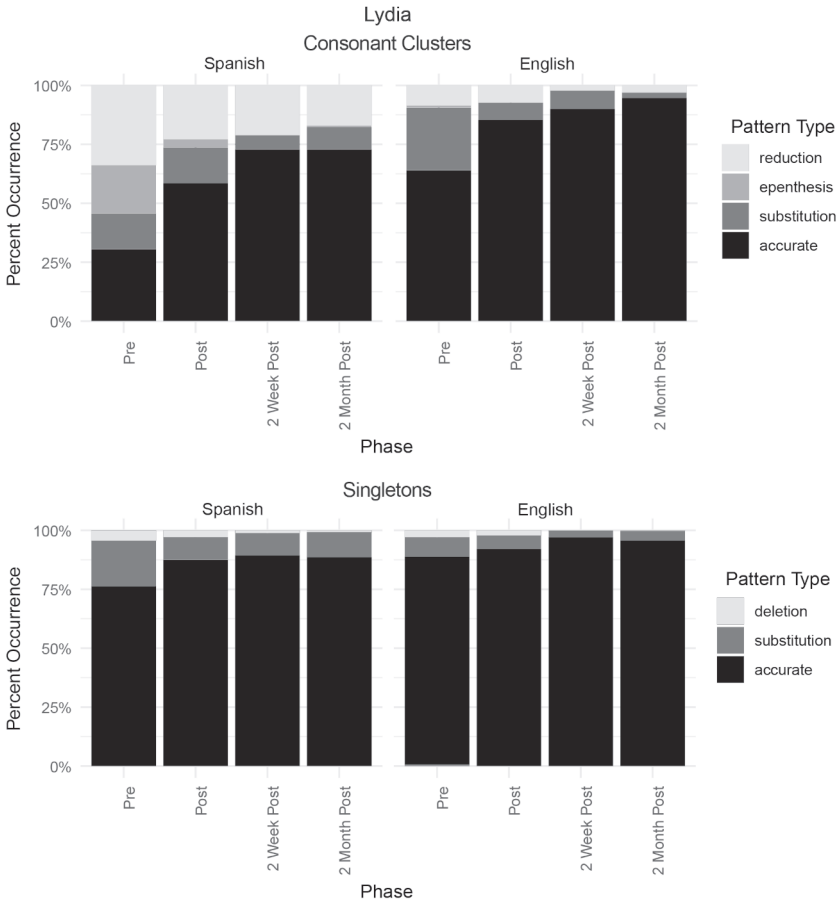 Lydia
Consonant Clusters
Spanish
English
100%
75%
50%
25%
0%
Percent Occurrence
Pre
Post
2 Week Post
2 Month Post
Pre
Post
2 Week Post
2 Month Post
Phase
Pattern Type
reduction
epenthesis
substitution
accurate
Singletons
Spanish
English
100%
75%
50%
25%
0%
Percent Occurrence
Pre
Post
2 Week Post
2 Month Post
Pre
Post
2 Week Post
2 Month Post
Phase
Pattern Type
deletion
substitution
accurate